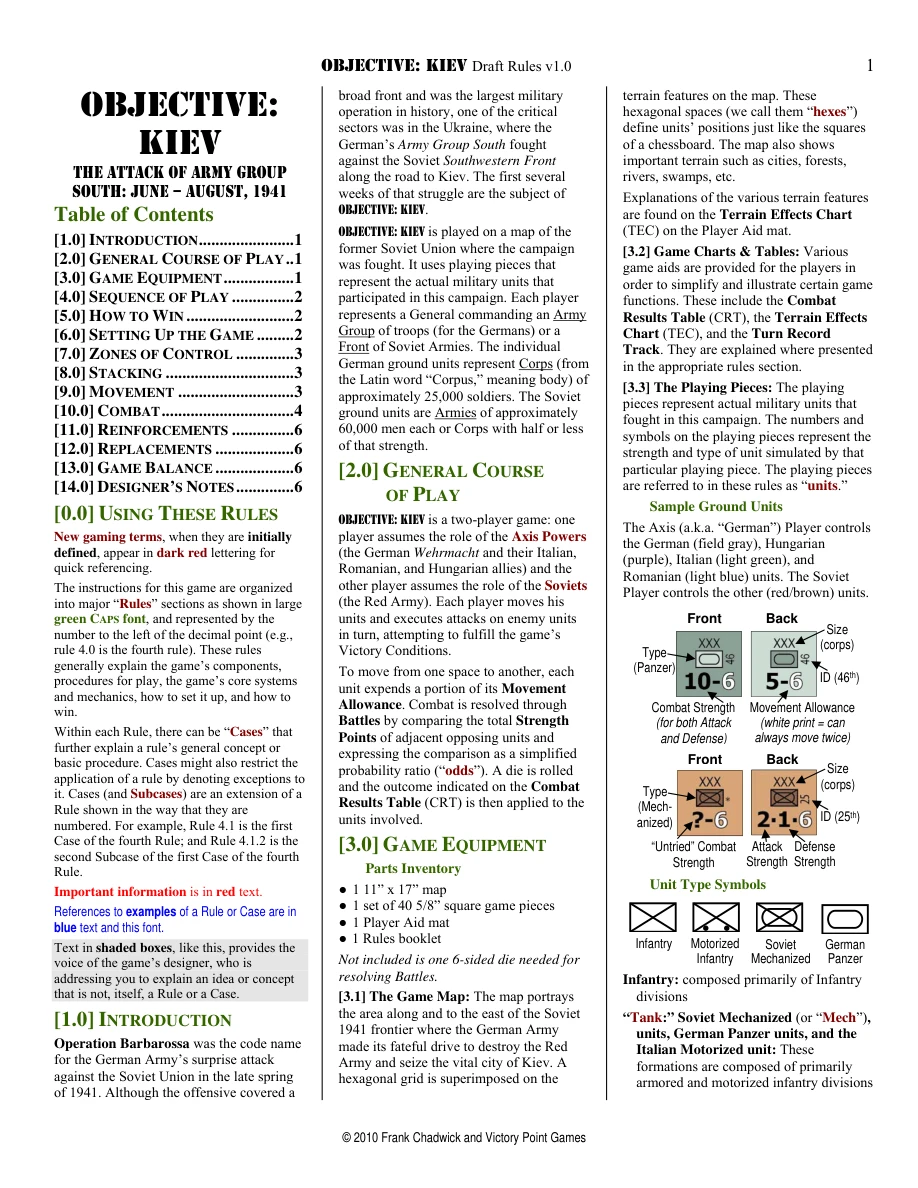 OBJECTIVE: KIEV Draft Rules v1.0
1
OBJECTIVE:
KIEV
THE ATTACK OF ARMY GROUP
SOUTH: JUNE – AUGUST, 1941
Table of Contents
[1.0] INTRODUCTION.......................1
[2.0] GENERAL COURSE OF PLAY..1
[3.0] GAME EQUIPMENT.................1
[4.0] SEQUENCE OF PLAY ...............2
[5.0] HOW TO WIN..........................2
[6.0] SETTING UP THE GAME .........2
[7.0] ZONES OF CONTROL ..............3
[8.0] STACKING ...............................3
[9.0] MOVEMENT ............................3
[10.0] COMBAT................................4
[11.0] REINFORCEMENTS ...............6
[12.0] REPLACEMENTS ...................6
[13.0] GAME BALANCE ...................6
[14.0] DESIGNER'S NOTES..............6
[0.0] USING THESE RULES
New gaming terms, when they are initially
defined, appear in dark red lettering for
quick referencing.
The instructions for this game are organized
into major “Rules” sections as shown in large
green CAPS font, and represented by the
number to the left of the decimal point (e.g.,
rule 4.0 is the fourth rule). These rules
generally explain the game’s components,
procedures for play, the game’s core systems
and mechanics, how to set it up, and how to
win.
Within each Rule, there can be “Cases” that
further explain a rule’s general concept or
basic procedure. Cases might also restrict the
application of a rule by denoting exceptions to
it. Cases (and Subcases) are an extension of a
Rule shown in the way that they are
numbered. For example, Rule 4.1 is the first
Case of the fourth Rule; and Rule 4.1.2 is the
second Subcase of the first Case of the fourth
Rule.
Important information is in red text.
References to examples of a Rule or Case are in
blue text and this font.
Text in shaded boxes, like this, provides the
voice of the game’s designer, who is
addressing you to explain an idea or concept
that is not, itself, a Rule or a Case.
[1.0] INTRODUCTION
Operation Barbarossa was the code name
for the German Army’s surprise attack
against the Soviet Union in the late spring
of 1941. Although the offensive covered a
broad front and was the largest military
operation in history, one of the critical
sectors was in the Ukraine, where the
German’s Army Group South fought
against the Soviet Southwestern Front
along the road to Kiev. The first several
weeks of that struggle are the subject of
OBJECTIVE: KIEV.
OBJECTIVE: KIEV is played on a map of the
former Soviet Union where the campaign
was fought. It uses playing pieces that
represent the actual military units that
participated in this campaign. Each player
represents a General commanding an Army
Group of troops (for the Germans) or a
Front of Soviet Armies. The individual
German ground units represent Corps (from
the Latin word “Corpus,” meaning body) of
approximately 25,000 soldiers. The Soviet
ground units are Armies of approximately
60,000 men each or Corps with half or less
of that strength.
[2.0] GENERAL COURSE
OF PLAY
OBJECTIVE: KIEV is a two-player game: one
player assumes the role of the Axis Powers
(the German Wehrmacht and their Italian,
Romanian, and Hungarian allies) and the
other player assumes the role of the Soviets
(the Red Army). Each player moves his
units and executes attacks on enemy units
in turn, attempting to fulfill the game’s
Victory Conditions.
To move from one space to another, each
unit expends a portion of its Movement
Allowance. Combat is resolved through
Battles by comparing the total Strength
Points of adjacent opposing units and
expressing the comparison as a simplified
probability ratio (“odds”). A die is rolled
and the outcome indicated on the Combat
Results Table (CRT) is then applied to the
units involved.
[3.0] GAME EQUIPMENT
Parts Inventory
● 1 11” x 17” map
● 1 set of 40 5/8” square game pieces
● 1 Player Aid mat
● 1 Rules booklet
Not included is one 6-sided die needed for
resolving Battles.
[3.1] The Game Map: The map portrays
the area along and to the east of the Soviet
1941 frontier where the German Army
made its fateful drive to destroy the Red
Army and seize the vital city of Kiev. A
hexagonal grid is superimposed on the
terrain features on the map. These
hexagonal spaces (we call them “hexes”)
define units’ positions just like the squares
of a chessboard. The map also shows
important terrain such as cities, forests,
rivers, swamps, etc.
Explanations of the various terrain features
are found on the Terrain Effects Chart
(TEC) on the Player Aid mat.
[3.2] Game Charts & Tables: Various
game aids are provided for the players in
order to simplify and illustrate certain game
functions. These include the Combat
Results Table (CRT), the Terrain Effects
Chart (TEC), and the Turn Record
Track. They are explained where presented
in the appropriate rules section.
[3.3] The Playing Pieces: The playing
pieces represent actual military units that
fought in this campaign. The numbers and
symbols on the playing pieces represent the
strength and type of unit simulated by that
particular playing piece. The playing pieces
are referred to in these rules as “units.”
Sample Ground Units
The Axis (a.k.a. “German”) Player controls
the German (field gray), Hungarian
(purple), Italian (light green), and
Romanian (light blue) units. The Soviet
Player controls the other (red/brown) units.
Front Back
XXX XXX
Size
(corps)
Type
(Panzer)
46 46
ID (46th)
10-6 5-6
Combat Strength
(for both Attack
and Defense)
Movement Allowance
(white print = can
always move twice)
Front Back
XXX XXX
Size
(corps)
Type
(Mech-
anized)
25
ID (25th)
?-6 2-1-6
“Untried” Combat
Strength
Attack
Strength
Defense
Strength
Unit Type Symbols
Infantry
Motorized
Infantry
Soviet
Mechanized
German
Panzer
Infantry: composed primarily of Infantry
divisions
“Tank:” Soviet Mechanized (or “Mech”),
units, German Panzer units, and the
Italian Motorized unit: These
formations are composed of primarily
armored and motorized infantry divisions
© 2010 Frank Chadwick and Victory Point Games